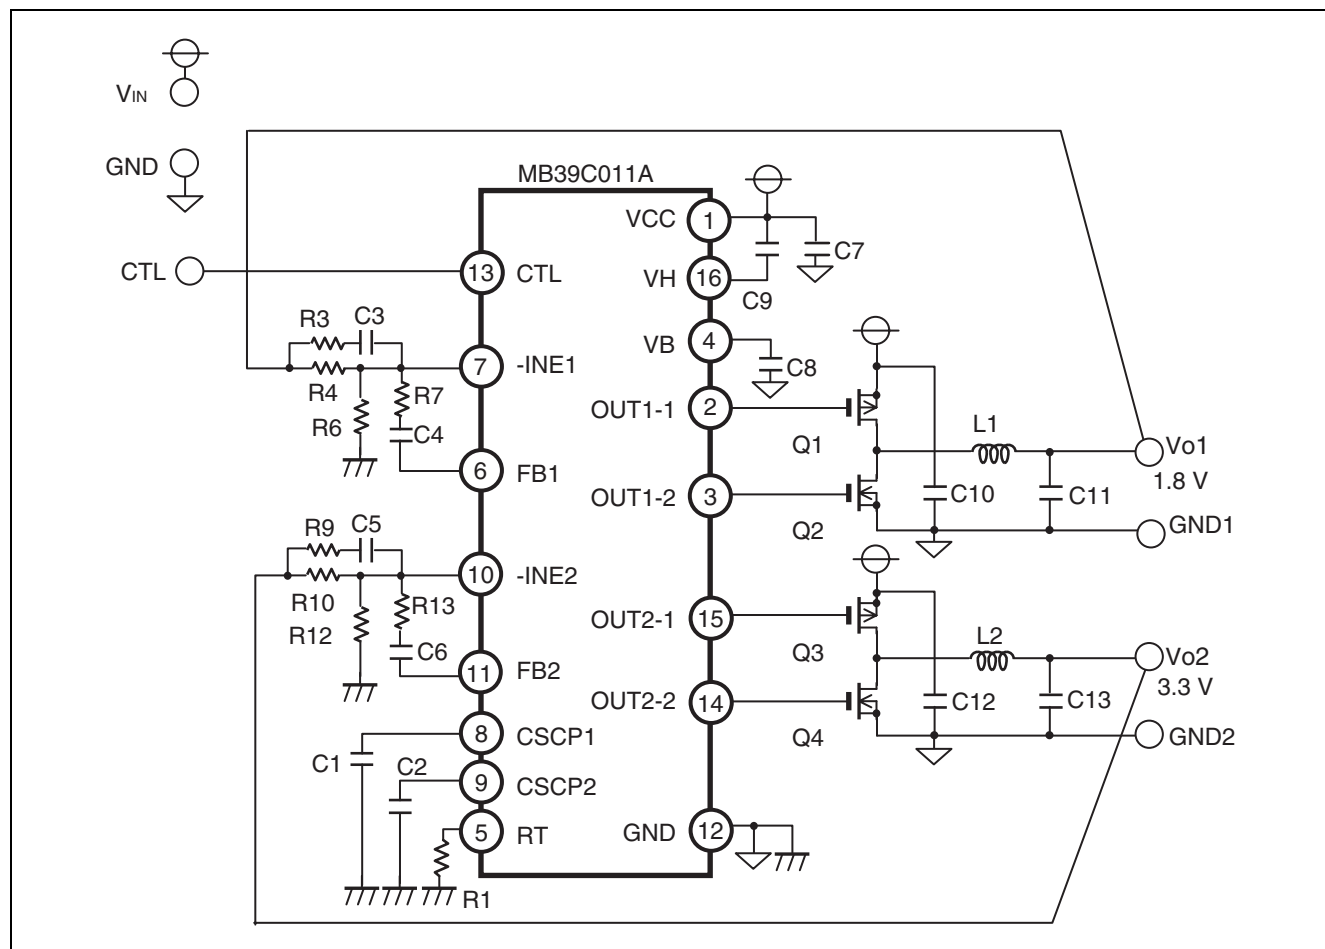 VIN
GND
MB39C011A
VCC 1
CTL 13 CTL
VH 16
C7
C9
R3 C3
VB 4
C8
7 -INE1
R4 R7
OUT1-1 2
R6 C4
Q1
L1
Vo1
1.8 V
6 FB1
OUT1-2 3
C10 C11
Q2
GND1
R9 C5
10 -INE2
R10 R13
R12
OUT2-1 15
C6
Q3
L2
Vo2
3.3 V
11 FB2
OUT2-2 14
C12 C13
Q4
GND2
8 CSCP1
C1 C2
9 CSCP2
5 RT
GND 12
R1